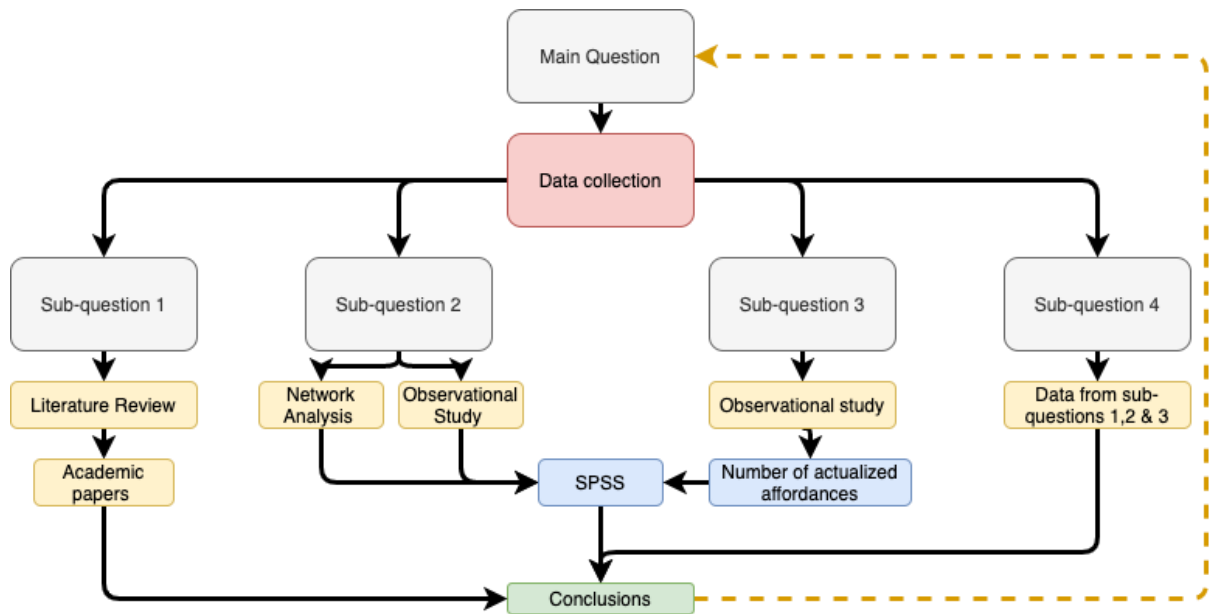 Main Question
Data collection
Sub-question 1
Sub-question 2
Sub-question 3
Sub-question 4
Literature Review
Network
Analysis
Observational
Study
Observational study
Data from sub-
questions 1,2 & 3
Academic
papers
SPSS
Number of actualized
affordances
Conclusions